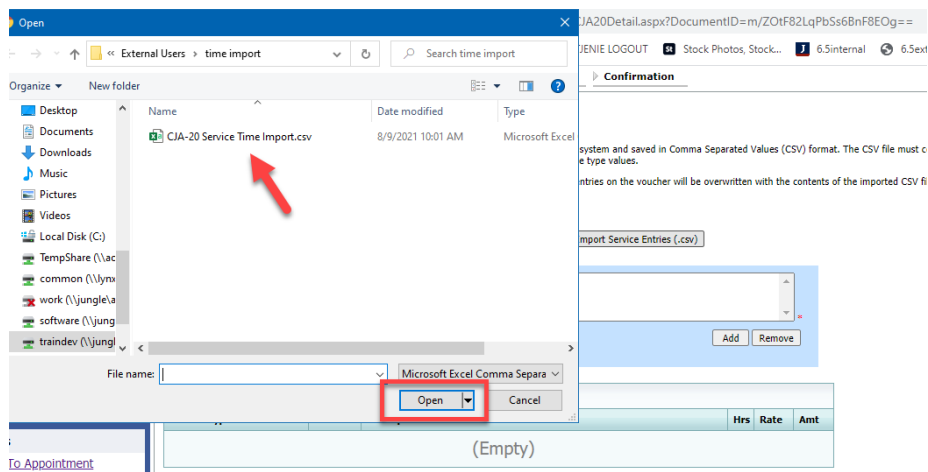 Open
CJA20Detail.aspx?DocumentID=m/ZOtF82LqPbSs6BnF8EOg==
« External Users › time import
Search time import
JENIE LOGOUT
St Stock Photos, Stock...
J 6.5internal
6.5ext
Organize
New folder
Confirmation
Desktop
Documents
Downloads
Music
Pictures
Videos
Local Disk (C:)
TempShare (\\ac
common (\\lynx
work (\\jungle\a
software (\\jung
traindev (\\jungl
Name
Date modified
Type
CJA-20 Service Time Import.csv
8/9/2021 10:01 AM
Microsoft Excel
system and saved in Comma Separated Values (CSV) format. The CSV file must c
e type values.
entries on the voucher will be overwritten with the contents of the imported CSV fi
mport Service Entries (.csv)
Add
Remove
File name:
Microsoft Excel Comma Separa
Open
Cancel
Hrs Rate Amt
(Empty)
To Appointment